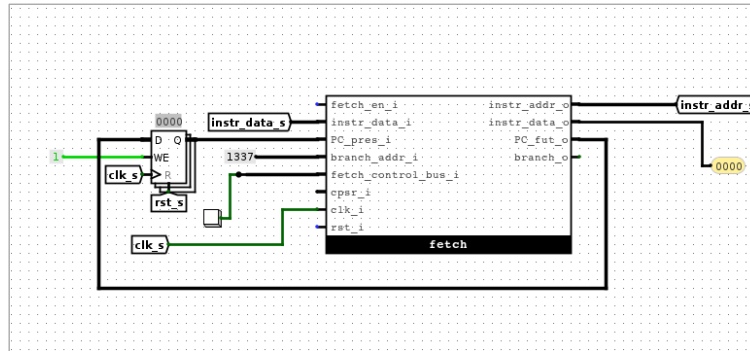 0000
D Q
1 WE
clk_s
R
rst_s
instr_data_s
1337
clk_s
fetch_en_i
instr_data_i
PC_pres_i
branch_addr_i
fetch_control_bus_i
cpsr_i
clk_i
rst_i
instr_addr_o
instr_data_o
PC_fut_o
branch_o
fetch
0000